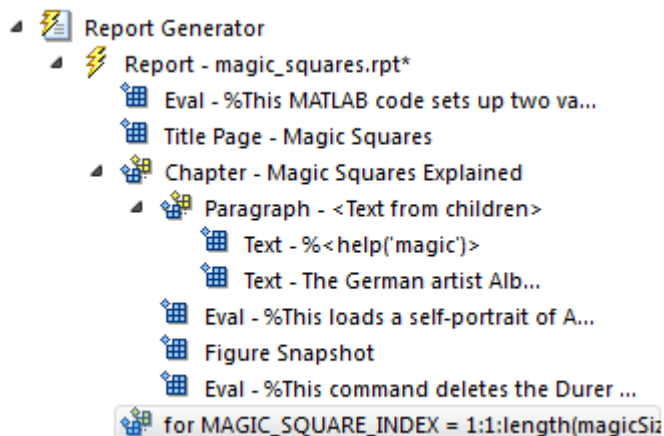 Report Generator
Report - magic_squares.rpt*
Eval - %This MATLAB code sets up two va...
Title Page - Magic Squares
Chapter - Magic Squares Explained
Paragraph - <Text from children>
Text - %<help('magic')>
Text - The German artist Alb...
Eval - %This loads a self-portrait of A...
Figure Snapshot
Eval - %This command deletes the Durer ...
for MAGIC_SQUARE_INDEX = 1:1:length(magicSiz